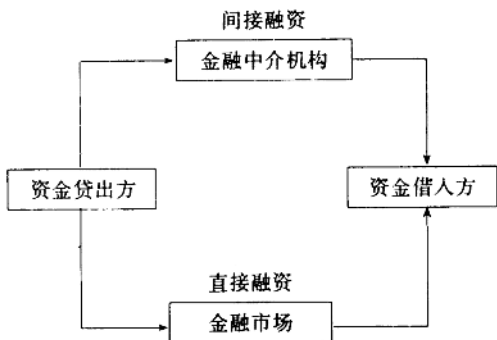 间接融资
金融中介机构
资金贷出方
资金借入方
直接融资
金融市场